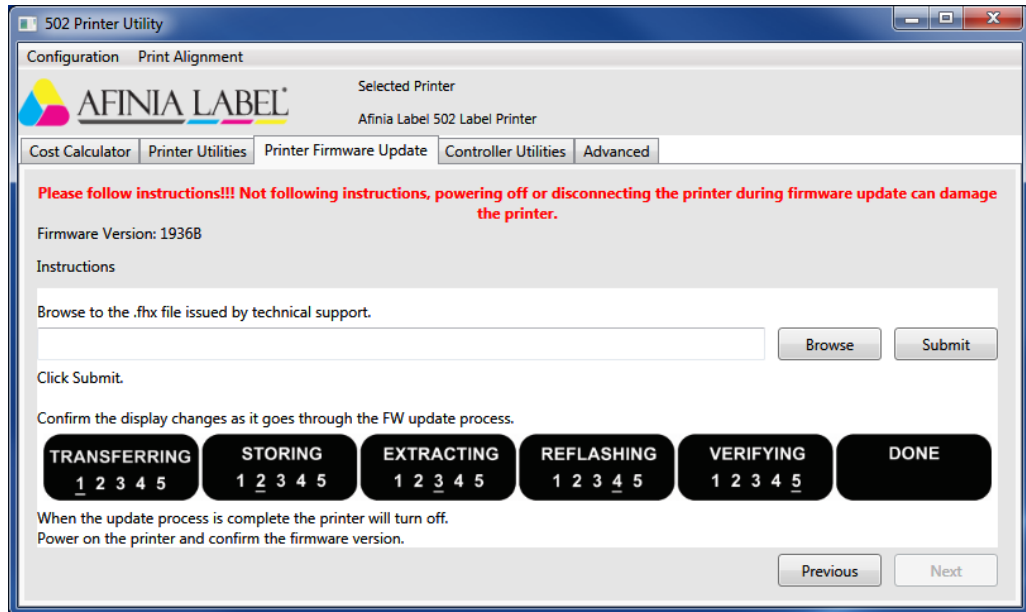 502 Printer Utility
Configuration Print Alignment
AFINIA LABEL
Selected Printer
Afinia Label 502 Label Printer
Cost Calculator Printer Utilities Printer Firmware Update Controller Utilities Advanced
Please follow instructions!!! Not following instructions, powering off or disconnecting the printer during firmware update can damage
the printer.
Firmware Version: 1936B
Instructions
Browse to the .fhx file issued by technical support.
Browse Submit
Click Submit.
Confirm the display changes as it goes through the FW update process.
TRANSFERRING STORING EXTRACTING REFLASHING VERIFYING DONE
1 2 3 4 5 1 2 3 4 5 1 2 3 4 5 1 2 3 4 5 1 2 3 4 5
When the update process is complete the printer will turn off.
Power on the printer and confirm the firmware version.
Previous Next